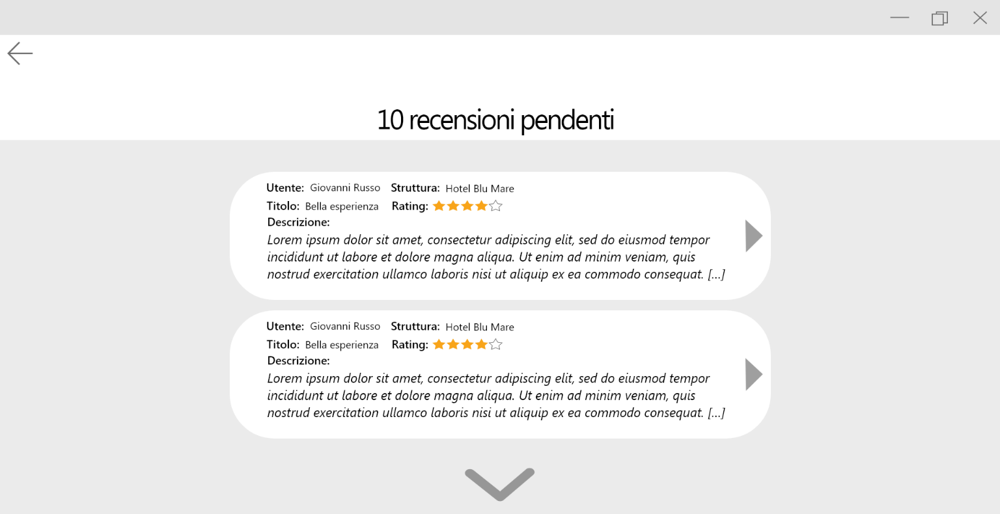 10 recensioni pendenti
Utente: Giovanni Russo Struttura: Hotel Blu Mare
Titolo: Bella esperienza Rating:
Descrizione:
Lorem ipsum dolor sit amet, consectetur adipiscing elit, sed do eiusmod tempor
incididunt ut labore et dolore magna aliqua. Ut enim ad minim veniam, quis
nostrud exercitation ullamco laboris nisi ut aliquip ex ea commodo consequat. [...]
Utente: Giovanni Russo Struttura: Hotel Blu Mare
Titolo: Bella esperienza Rating:
Descrizione:
Lorem ipsum dolor sit amet, consectetur adipiscing elit, sed do eiusmod tempor
incididunt ut labore et dolore magna aliqua. Ut enim ad minim veniam, quis
nostrud exercitation ullamco laboris nisi ut aliquip ex ea commodo consequat. [...]